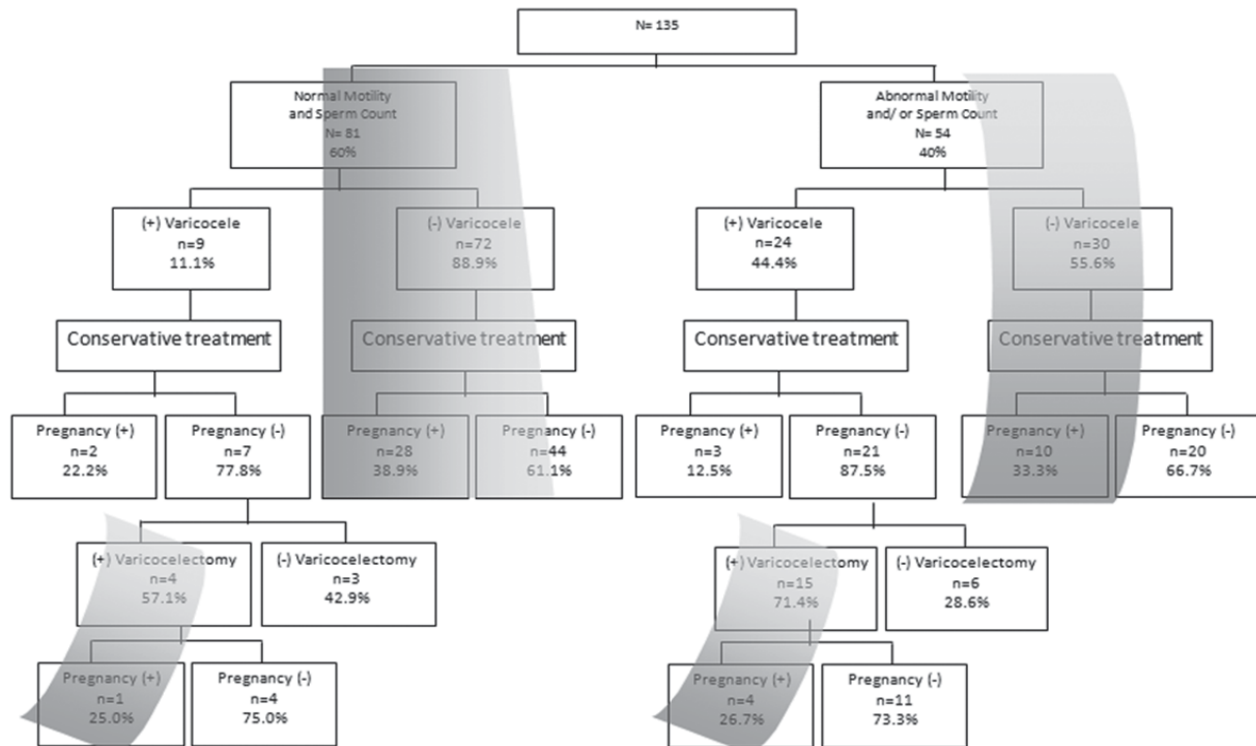 N= 135
Normal Motility
and Sperm Count
N= 81
60%
Abnormal Motility
and/ or Sperm Count
N= 54
40%
(+) Varicocele
n=9
11.1%
(-) Varicocele
n=72
88.9%
(+) Varicocele
n=24
44.4%
(-) Varicocele
n=30
55.6%
Conservative treatment
Conservative treatment
Conservative treatment
Conservative treatment
Pregnancy (+)
n=2
22.2%
Pregnancy (-)
n=7
77.8%
Pregnancy (+)
n=28
38.9%
Pregnancy (-)
n=44
61.1%
Pregnancy (+)
n=3
12.5%
Pregnancy (-)
n=21
87.5%
Pregnancy (+)
n=10
33.3%
Pregnancy (-)
n=20
66.7%
(+) Varicocelectomy
n=4
57.1%
(-) Varicocelectomy
n=3
42.9%
(+) Varicocelectomy
n=15
71.4%
(-) Varicocelectomy
n=6
28.6%
Pregnancy (+)
n=1
25.0%
Pregnancy (-)
n=4
75.0%
Pregnancy (+)
n=4
26.7%
Pregnancy (-)
n=11
73.3%